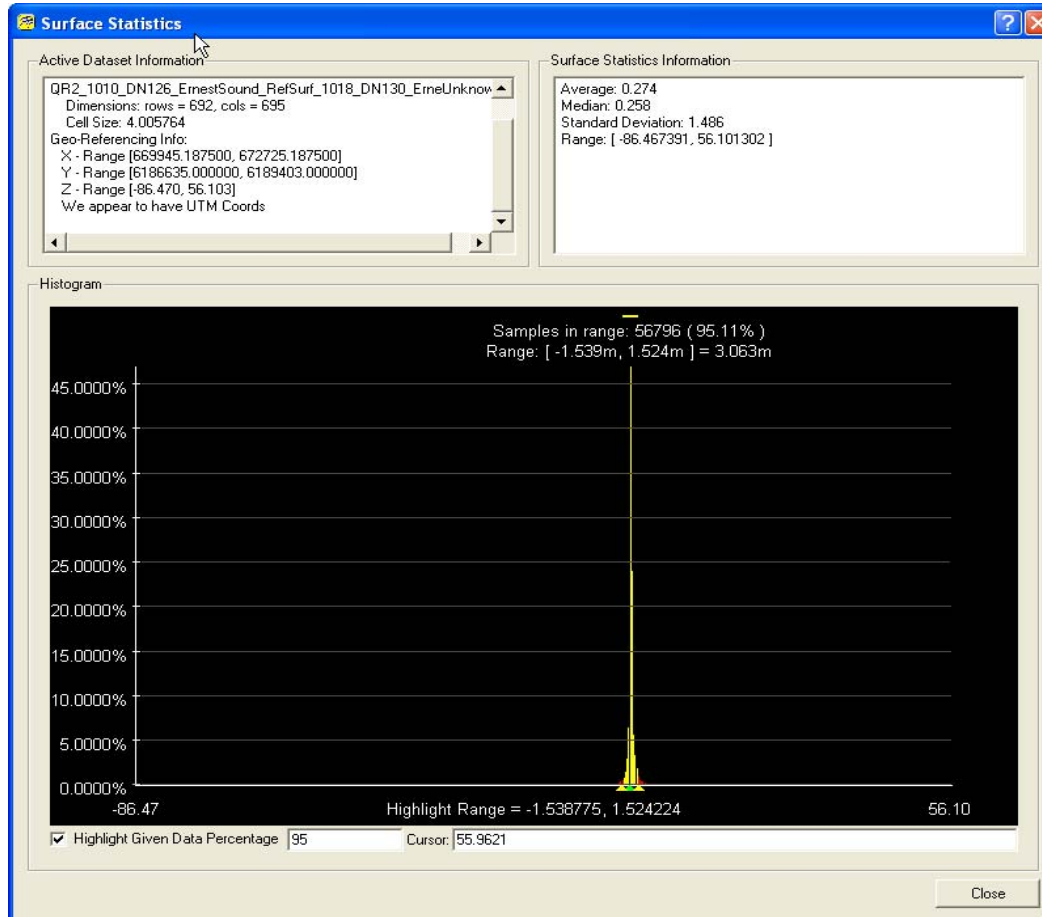 Surface Statistics
Active Dataset Information
QR2_1010_DN126_ErnestSound_RefSurf_1018_DN130_ErneUnknow
Dimensions: rows = 692, cols = 695
Cell Size: 4.005764
Geo-Referencing Info:
X - Range [669945.187500, 672725.187500]
Y - Range [6186635.000000, 6189403.000000]
Z - Range [-86.470, 56.103]
We appear to have UTM Coords
Surface Statistics Information
Average: 0.274
Median: 0.258
Standard Deviation: 1.486
Range: [ -86.467391, 56.101302 ]
Histogram
Samples in range: 56796 ( 95.11% )
Range: [ -1.539m, 1.524m ] = 3.063m
45.0000%
40.0000%
35.0000%
30.0000%
25.0000%
20.0000%
15.0000%
10.0000%
5.0000%
0.0000%
-86.47 Highlight Range = -1.538775, 1.524224 56.10
Highlight Given Data Percentage 95 Cursor: 55.9621
Close